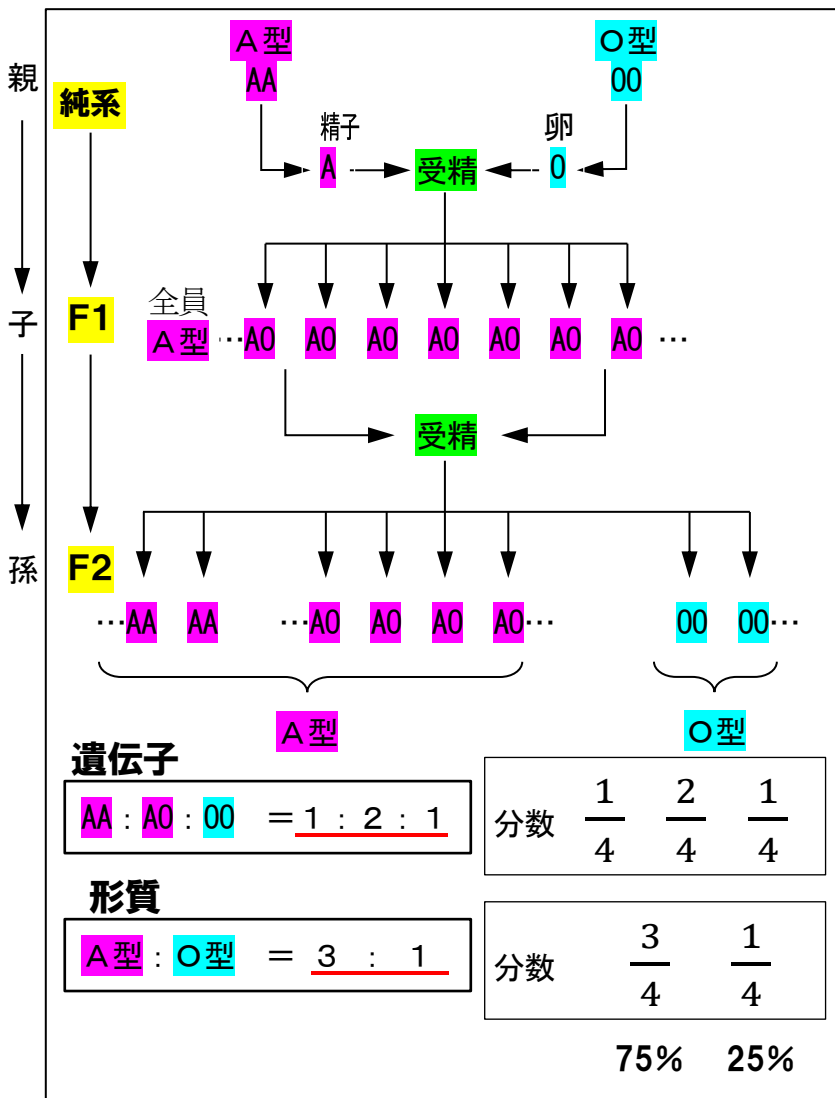 A型 O型
親 純系 AA OO
精子 卵
A 受精 O
全員
子 F1 A型 …AO AO AO AO AO AO AO …
受精
孫 F2
…AA AA …AO AO AO AO… OO OO…
A型 O型
遺伝子
AA : AO : OO =1 : 2 : 1 分数 1/4 2/4 1/4
形質
A型 : O型 = 3 : 1 分数 3/4 1/4
75% 25%